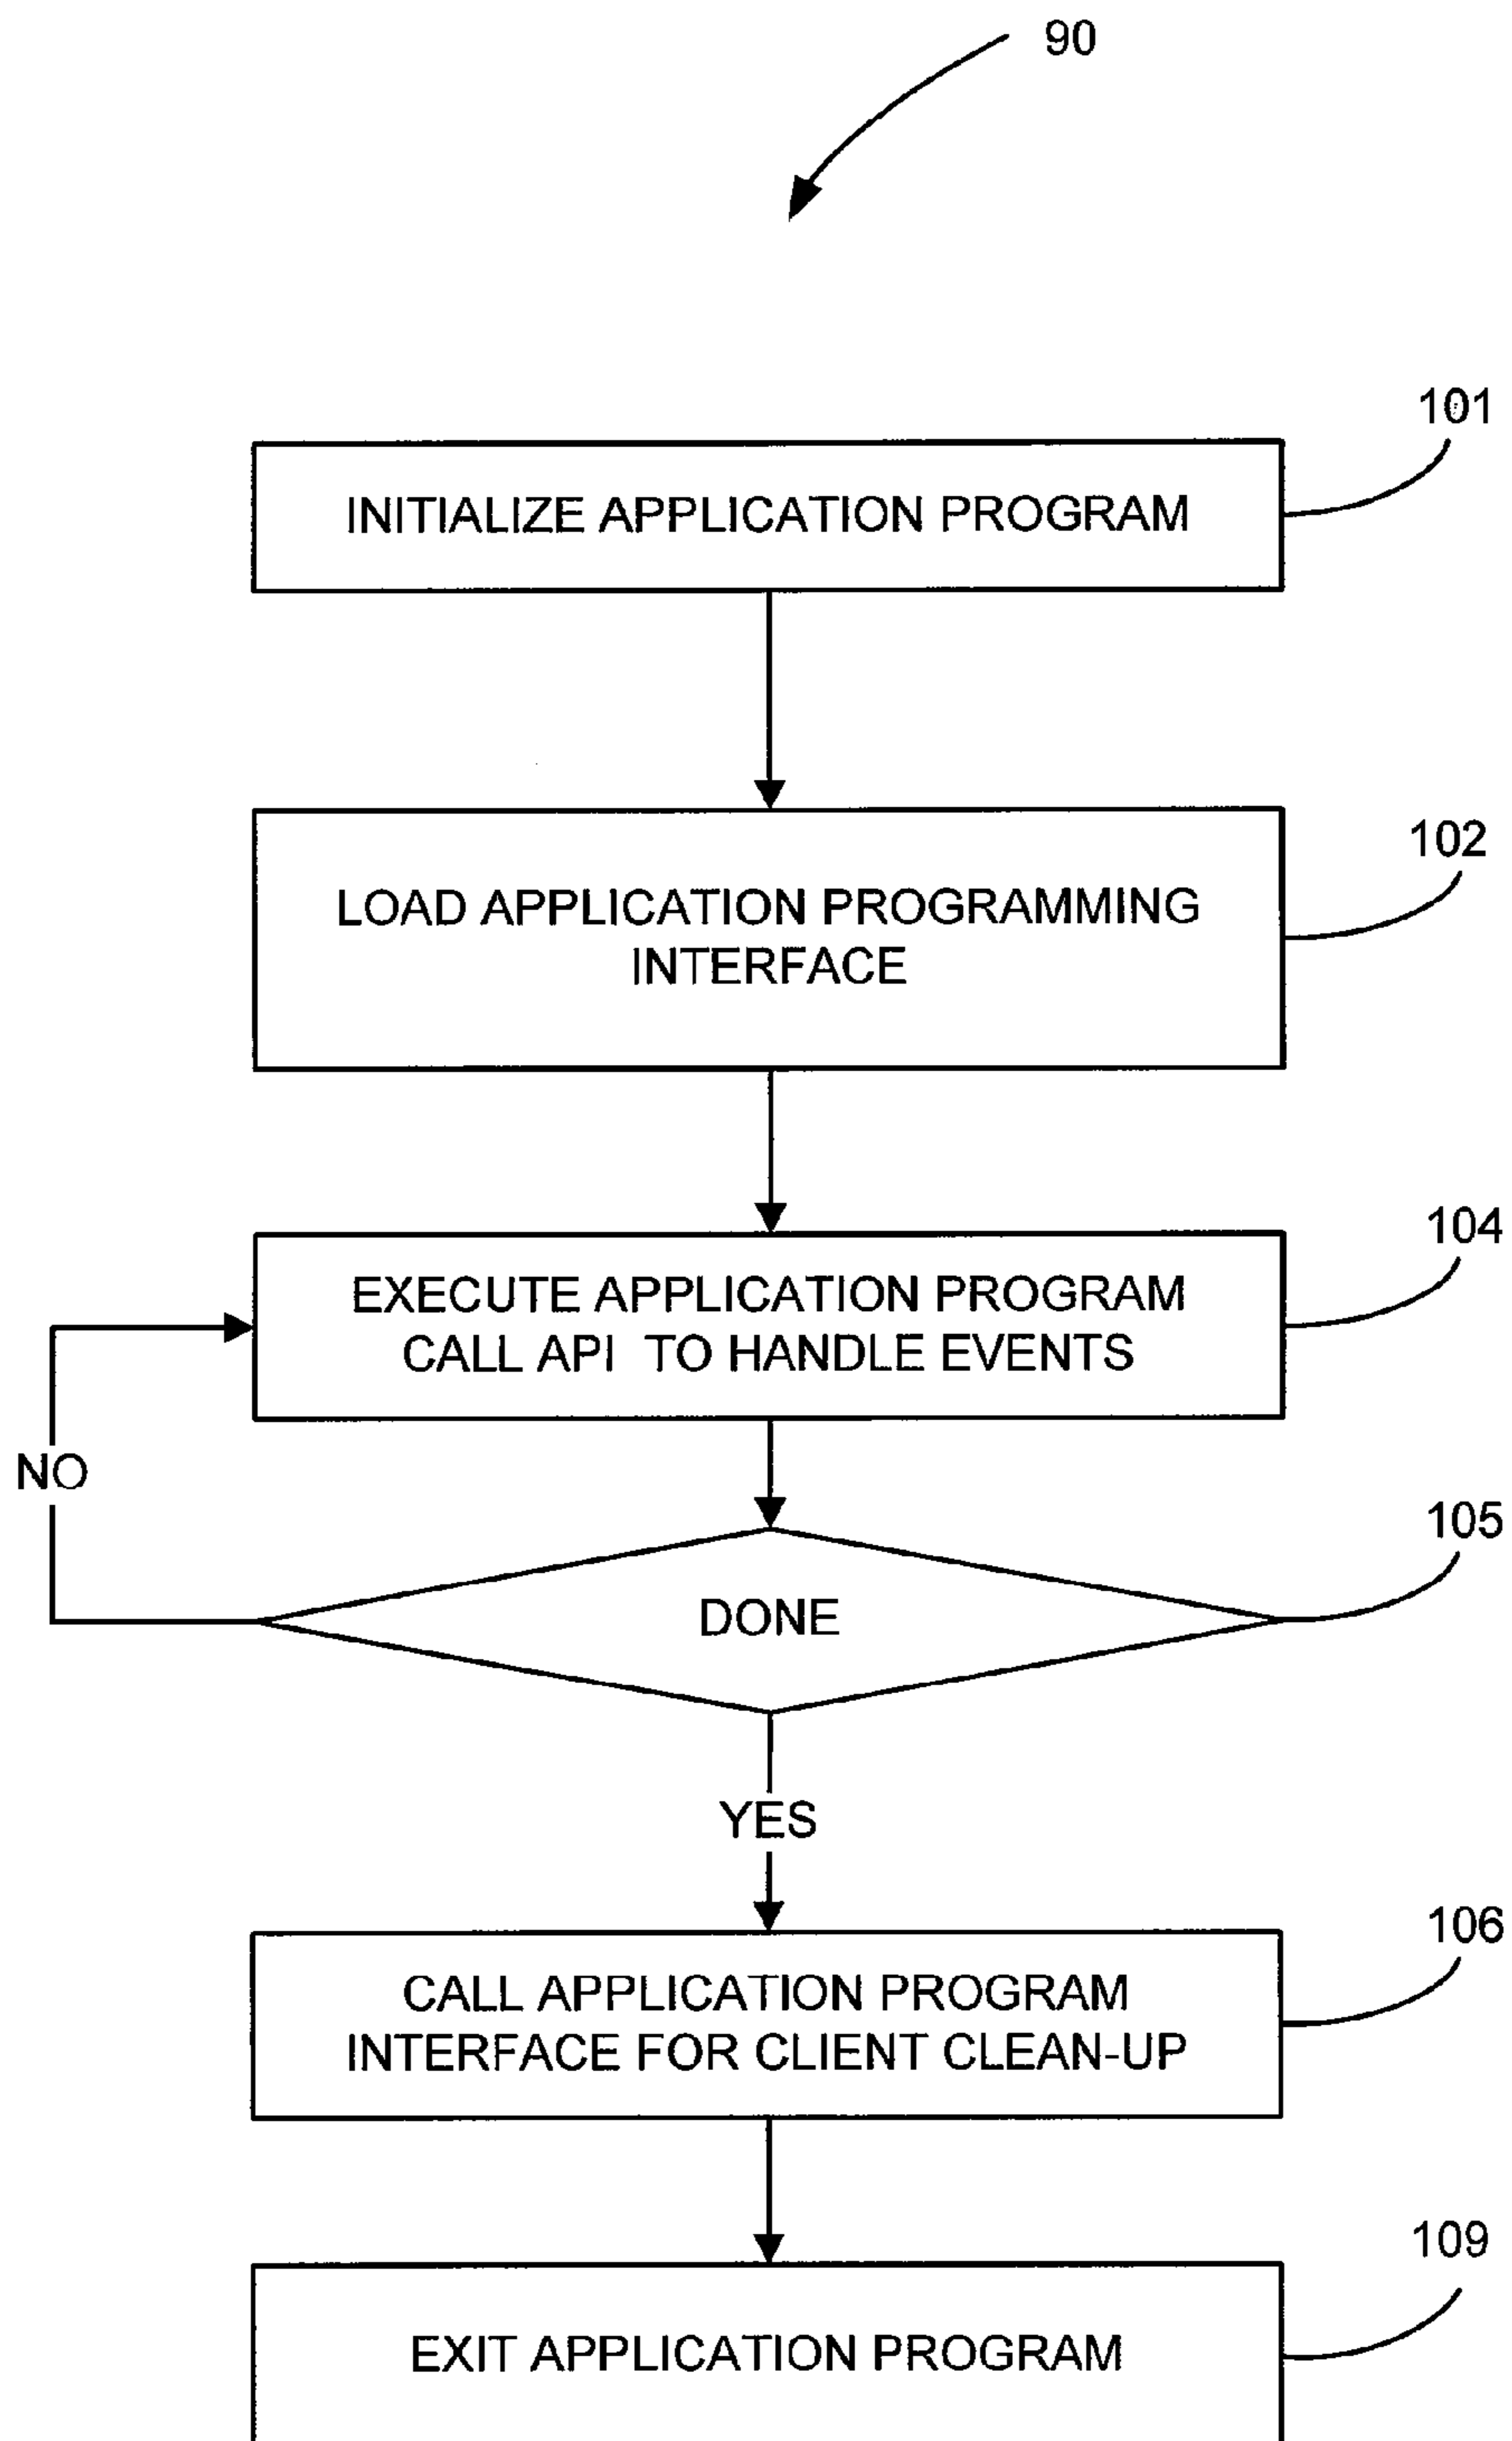 90
101
INITIALIZE APPLICATION PROGRAM
102
LOAD APPLICATION PROGRAMMING
INTERFACE
104
EXECUTE APPLICATION PROGRAM
CALL API TO HANDLE EVENTS
NO
105
DONE
YES
106
CALL APPLICATION PROGRAM
INTERFACE FOR CLIENT CLEAN-UP
109
EXIT APPLICATION PROGRAM